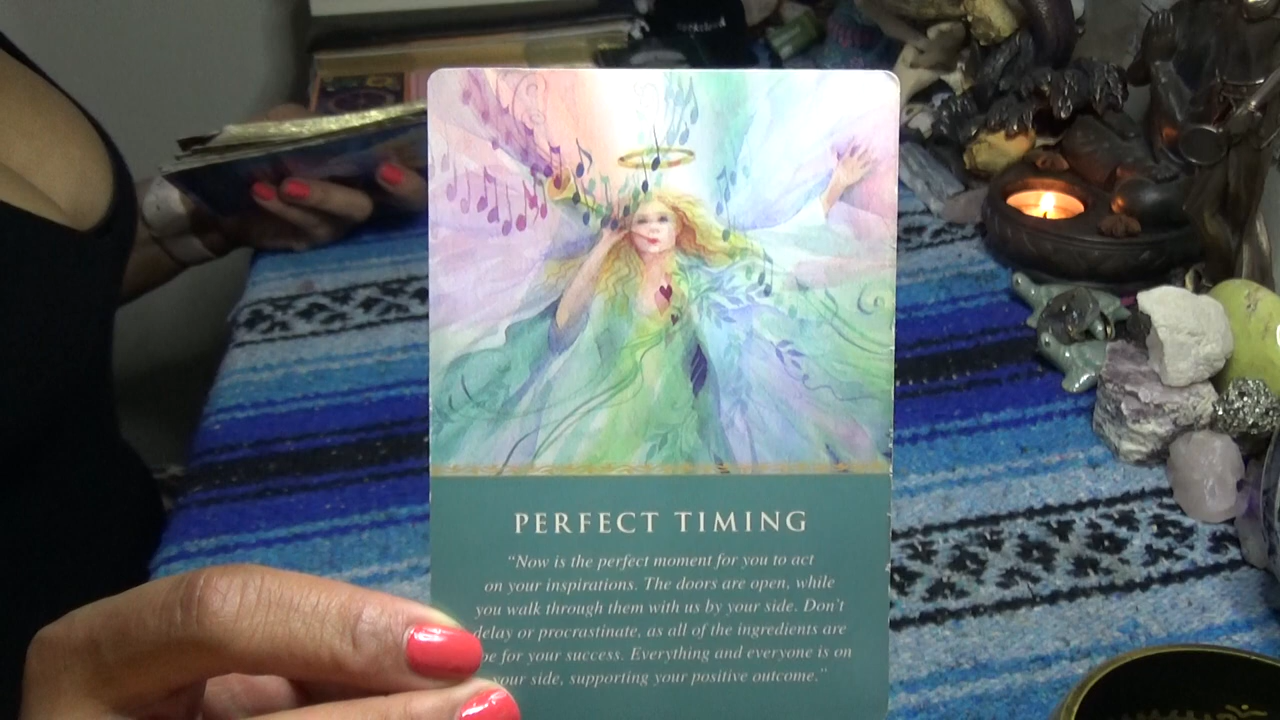 PERFECT TIMING
“Now is the perfect moment for you to act
on your inspirations. The doors are open, while
you walk through them with us by your side. Don’t
delay or procrastinate, as all of the ingredients are
for your success. Everything and everyone is on
your side, supporting your positive outcome.”